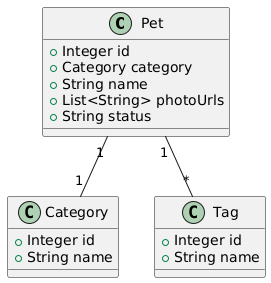 C Pet
Integer id
Category category
String name
List<String> photoUrls
String status
1 1
1 *
C Category
Integer id
String name
C Tag
Integer id
String name